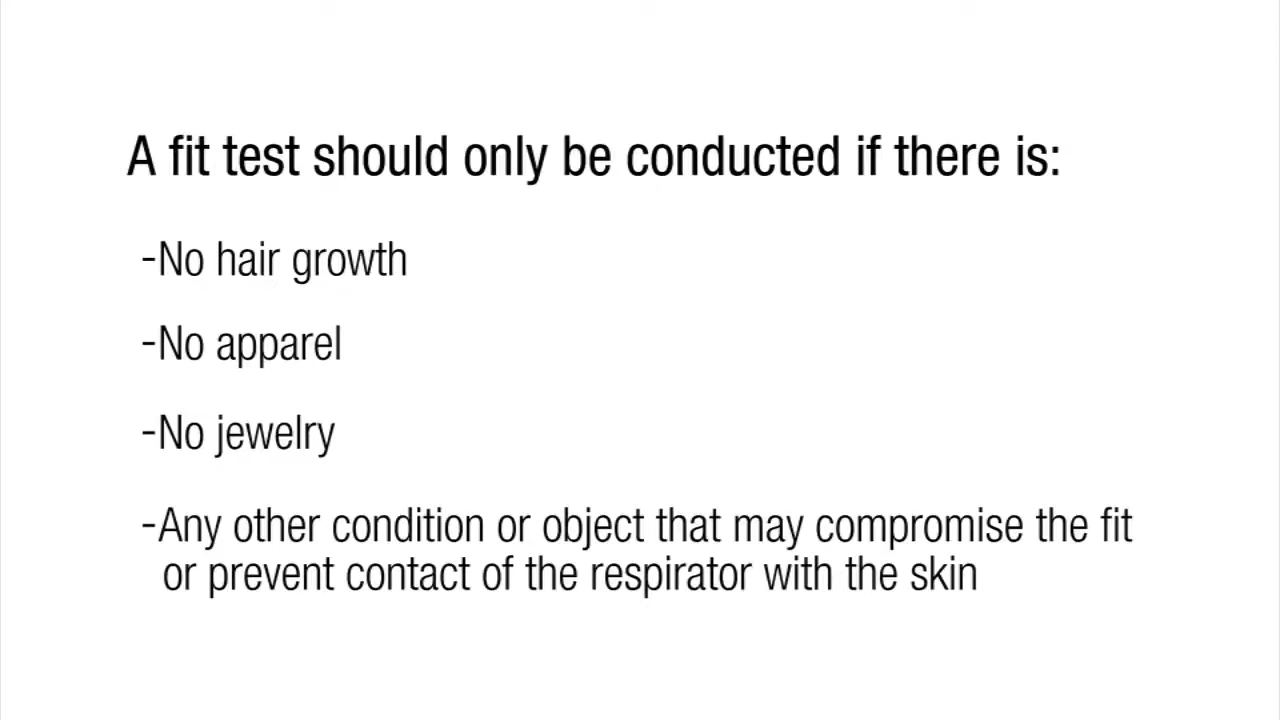 A fit test should only be conducted if there is:
-No hair growth
-No apparel
-No jewelry
-Any other condition or object that may compromise the fit
or prevent contact of the respirator with the skin